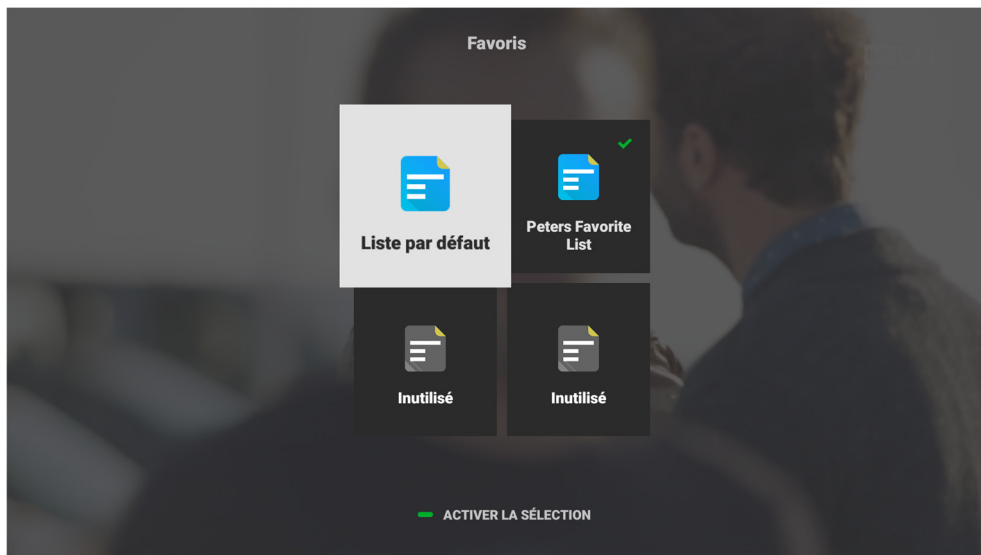 Favoris
Liste par défaut
Peters Favorite
List
Inutilisé
Inutilisé
ACTIVER LA SÉLECTION